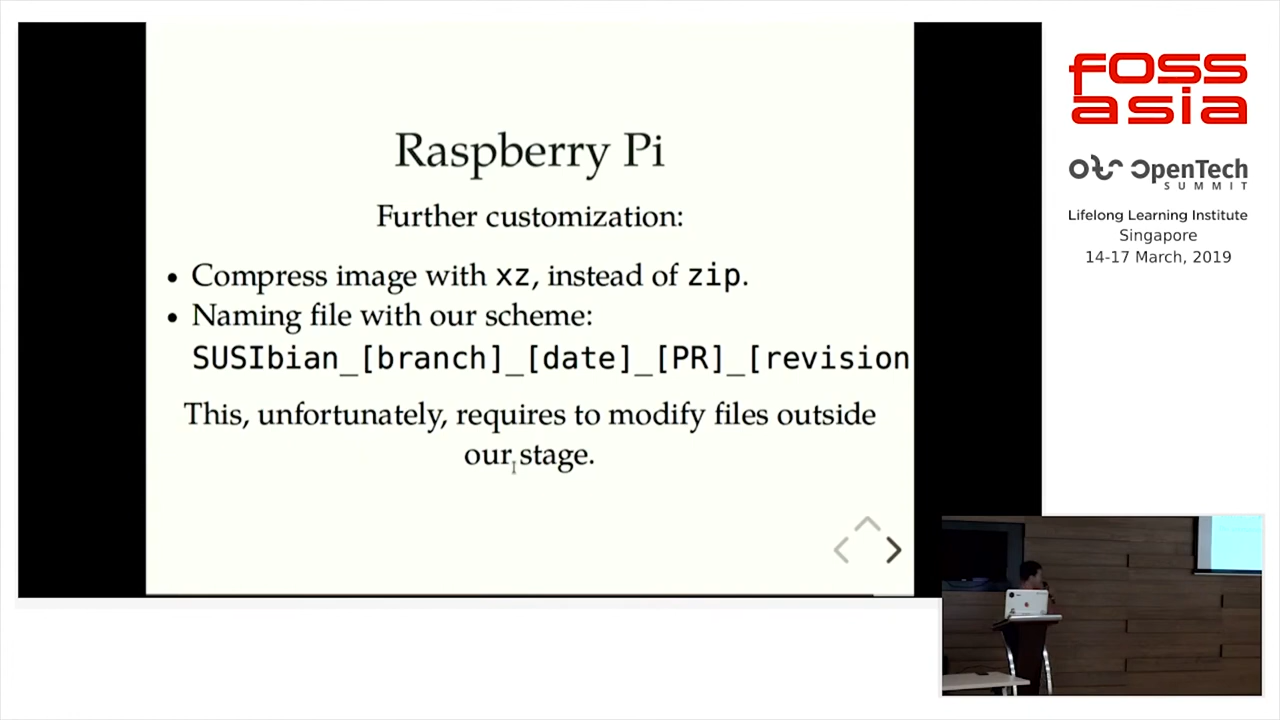 Raspberry Pi
Further customization:
• Compress image with xz, instead of zip.
• Naming file with our scheme:
SUSIbian_[branch]_[date]_[PR]_[revision
This, unfortunately, requires to modify files outside
our stage.
FOSS
ASIA
OpenTech
SUMMIT
Lifelong Learning Institute
Singapore
14-17 March, 2019